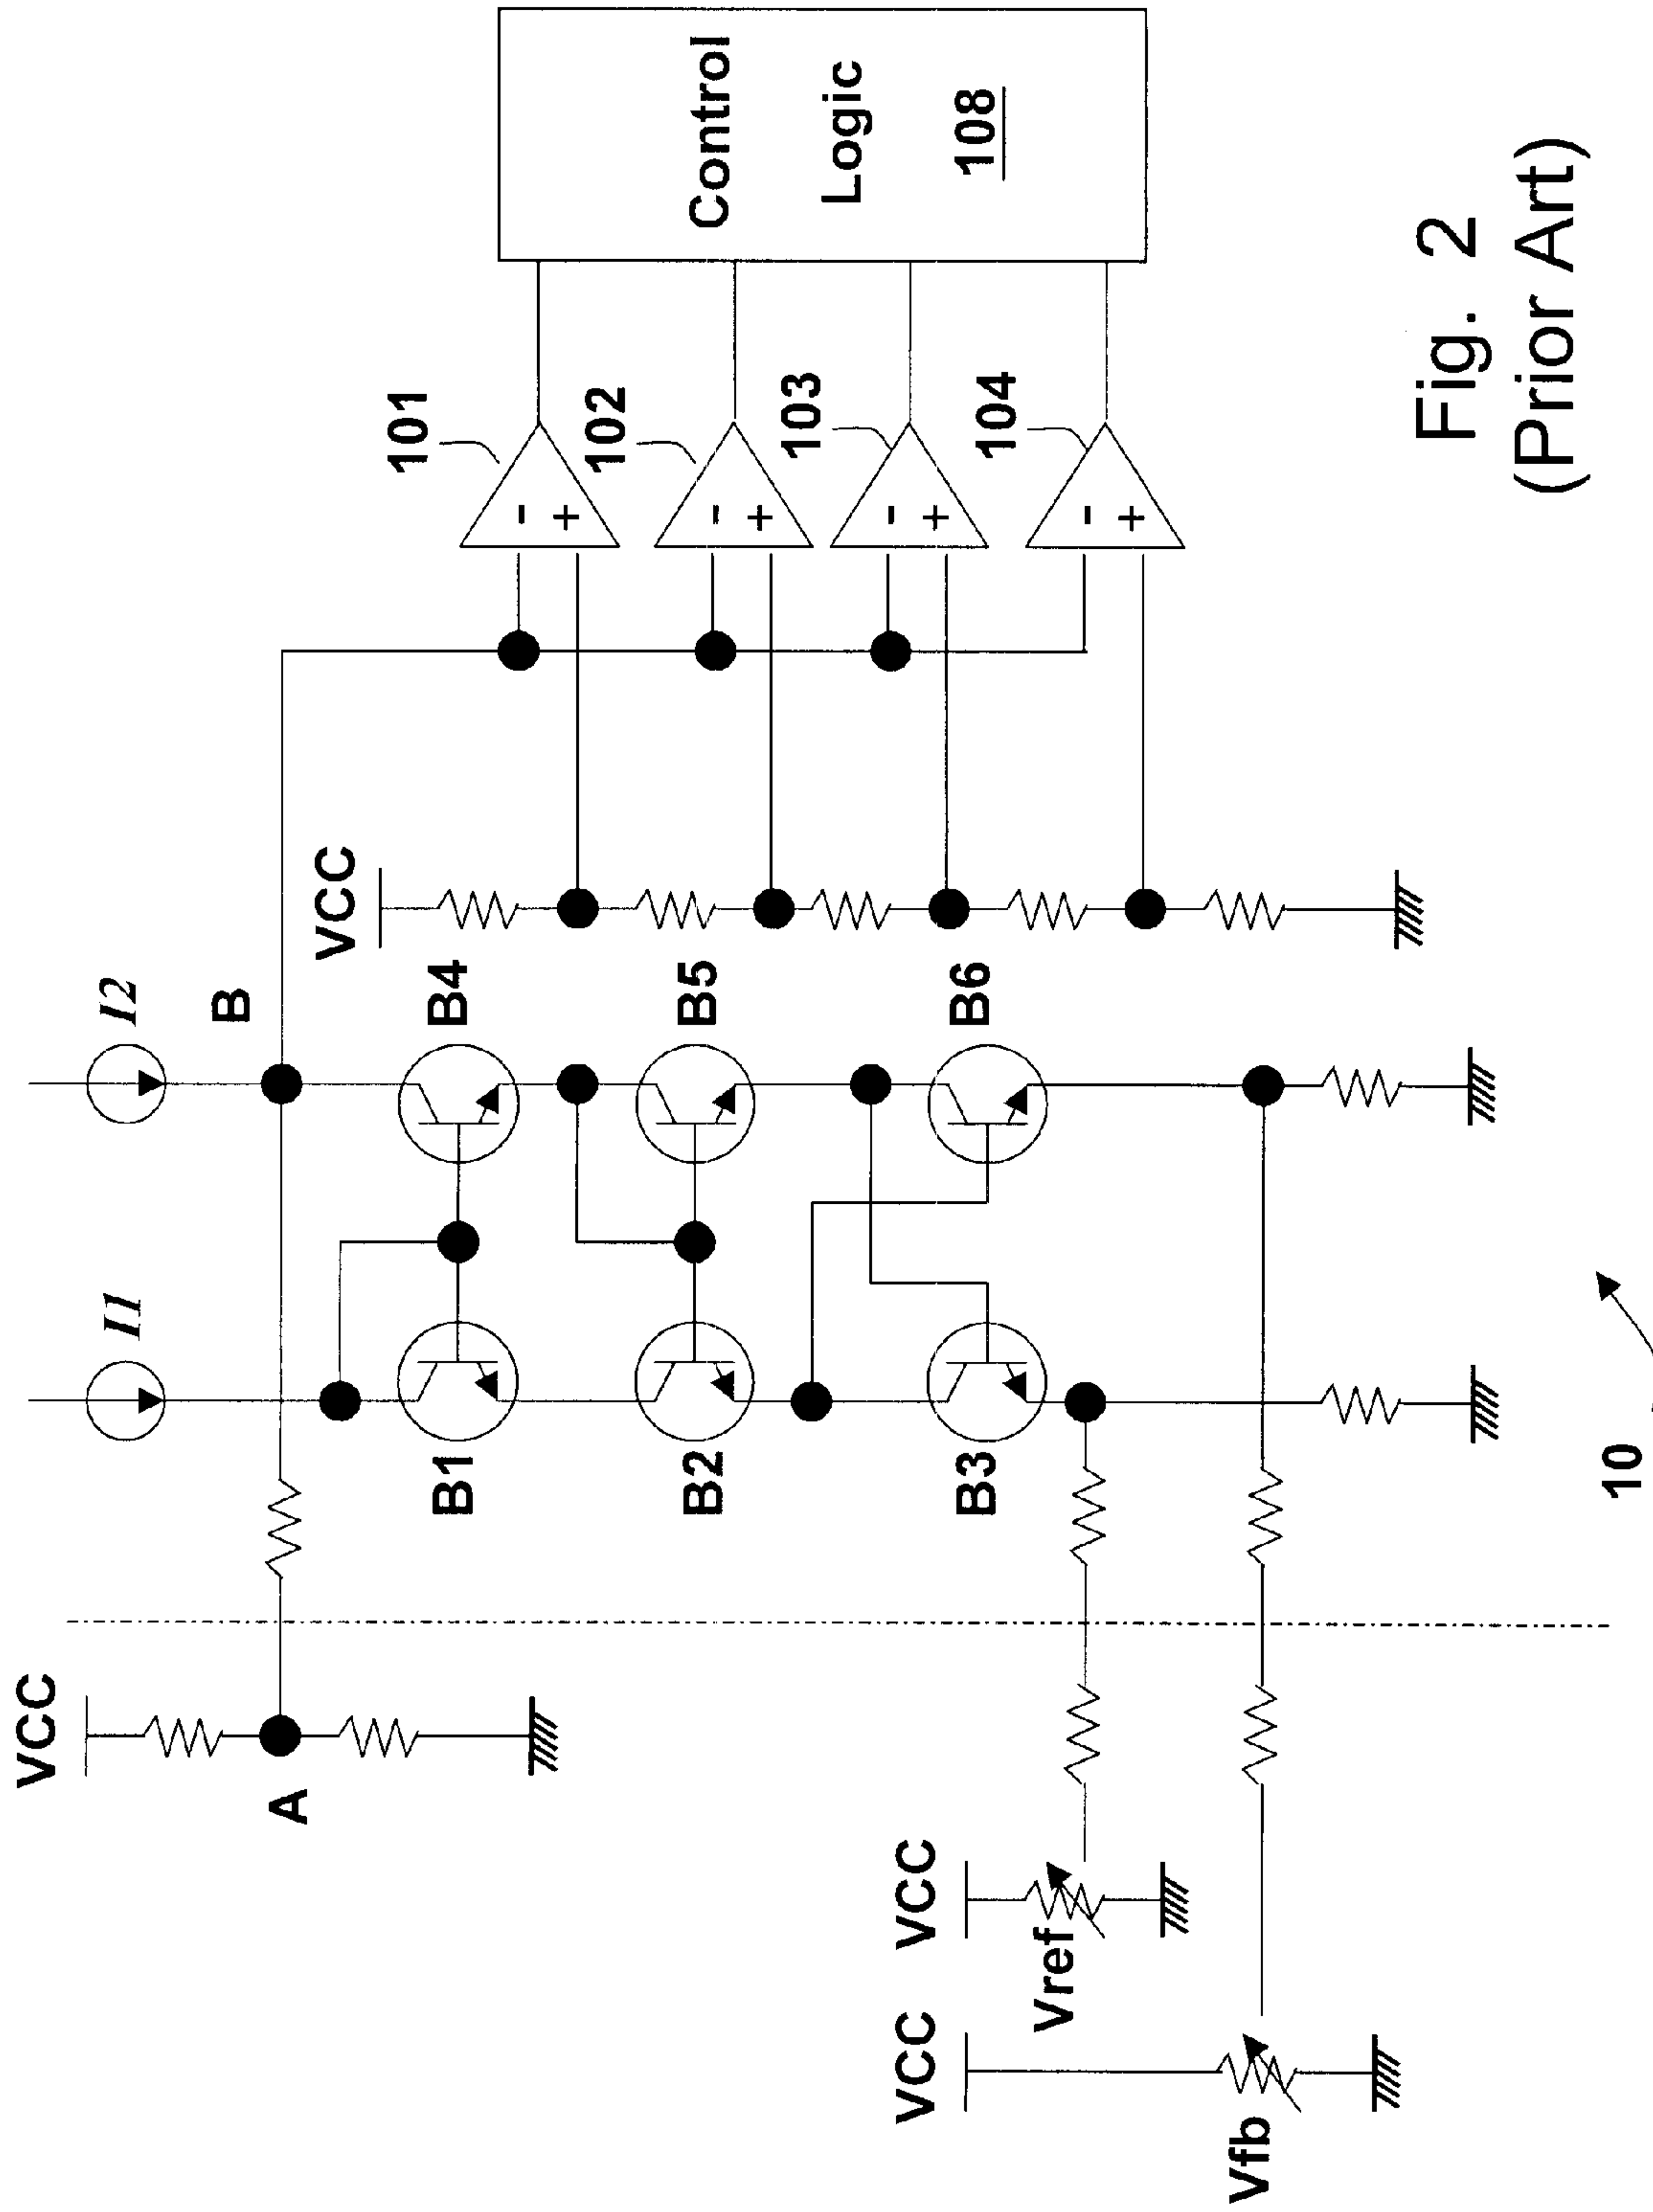 VCC
A
I1
I2
B
VCC
B1
B4
B2
B5
B3
B6
101
102
103
104
-
+
-
+
-
+
-
+
Control
Logic
108
VCC
VCC
Vref
Vfb
10
Fig. 2
(Prior Art)